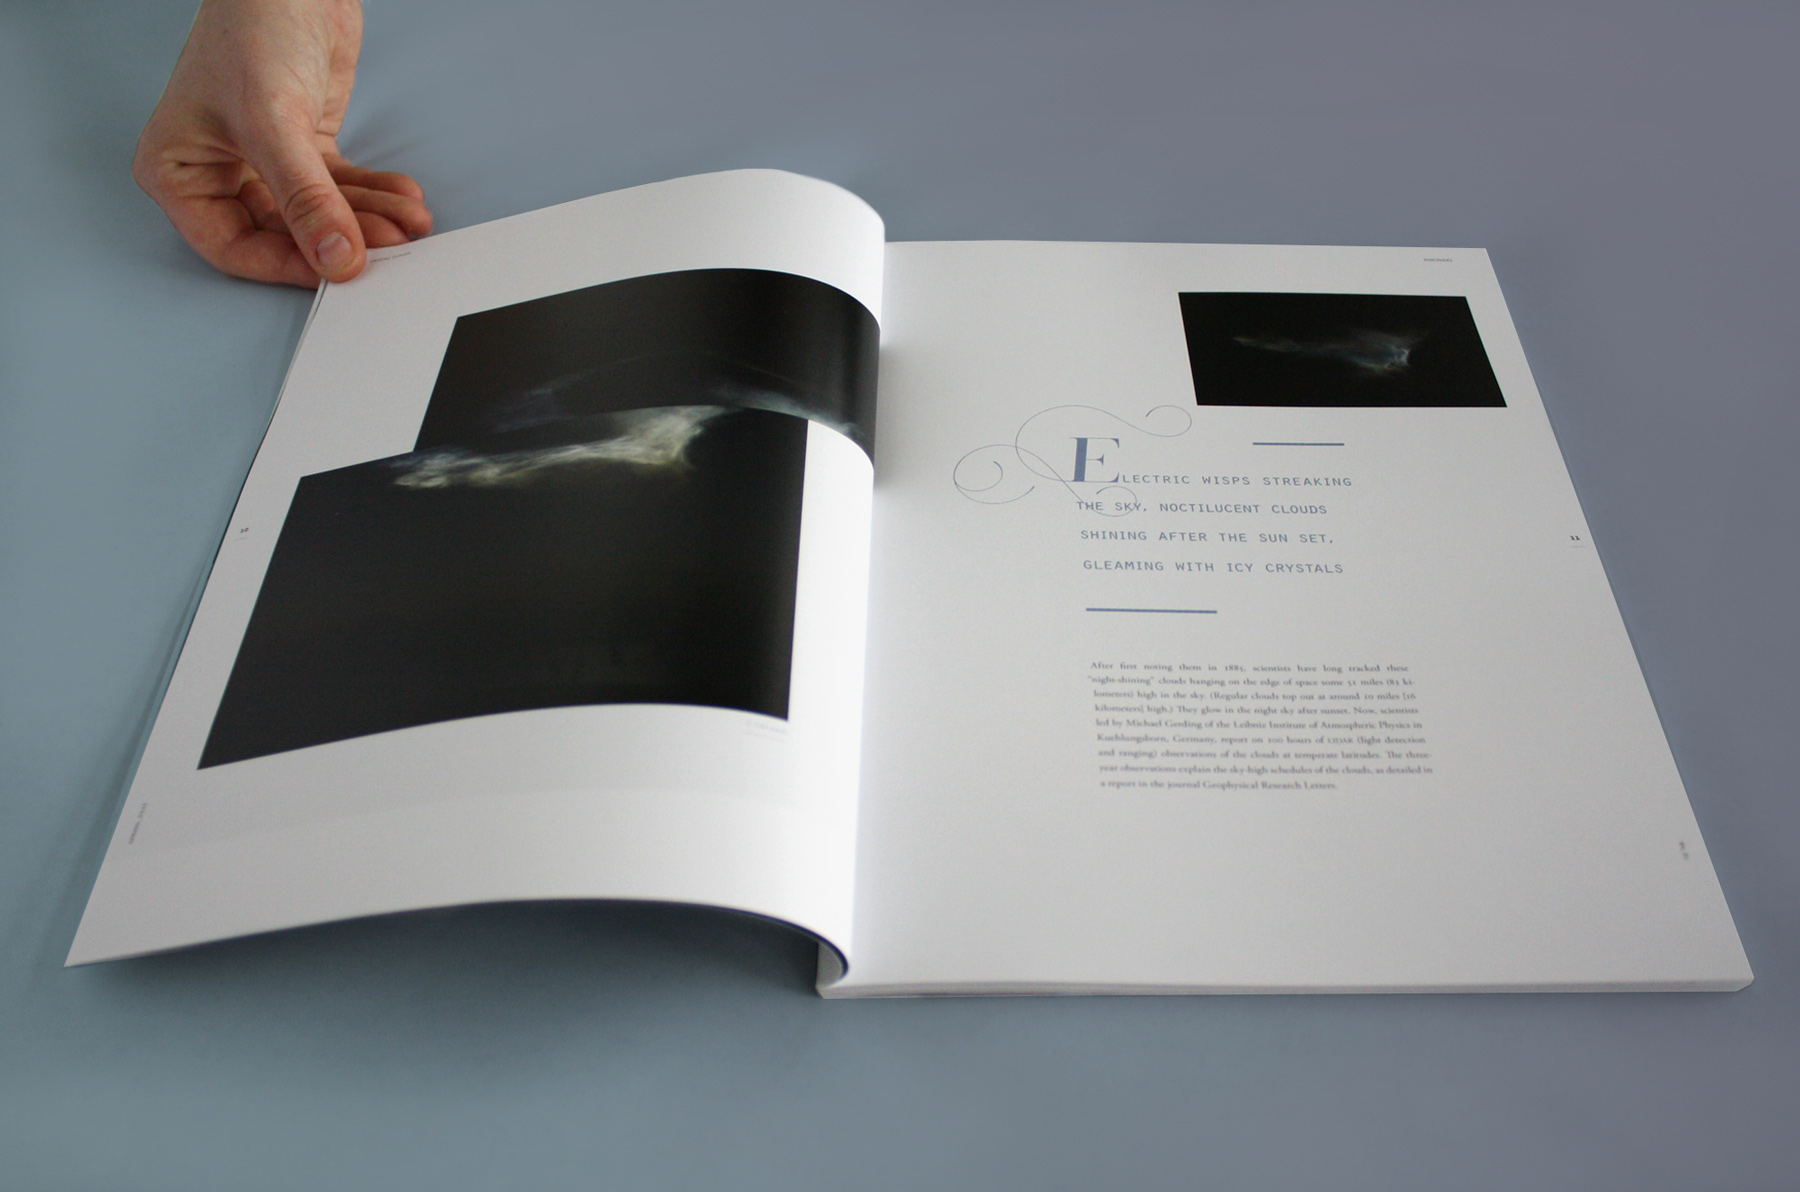 10
ELECTRIC WISPS STREAKING
THE SKY, NOCTILUCENT CLOUDS
SHINING AFTER THE SUN SET,
GLEAMING WITH ICY CRYSTALS
11
After first noting them in 1885, scientists have long tracked these
"night-shining" clouds hanging on the edge of space some 51 miles (83 ki-
lometers) high in the sky. (Regular clouds top out at around 10 miles [16
kilometers] high.) They glow in the night sky after sunset. Now, scientists
led by Michael Gerding of the Leibniz Institute of Atmospheric Physics in
Kuehlungsborn, Germany, report on 100 hours of LIDAR (light detection
and ranging) observations of the clouds at temperate latitudes. The three-
year observations explain the sky-high schedules of the clouds, as detailed in
a report in the journal Geophysical Research Letters.